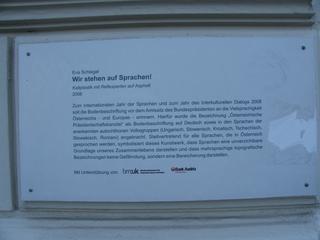 Eva Schlegel
Wir stehen auf Sprachen!
Kaltplastik mit Reflexperlen auf Asphalt
2008
Zum Internationalen Jahr der Sprachen und zum Jahr des Interkulturellen Dialogs 2008
soll die Bodenbeschriftung vor dem Amtssitz des Bundespräsidenten an die Vielsprachigkeit
Österreichs - und Europas - erinnern. Hierfür wurde die Bezeichnung „Österreichische
Präsidentschaftskanzlei“ als Bodenbeschriftung auf Deutsch sowie in den Sprachen der
anerkannten autochthonen Volksgruppen (Ungarisch, Slowenisch, Kroatisch, Tschechisch,
Slowakisch, Romani) angebracht. Stellvertretend für alle Sprachen, die in Österreich
gesprochen werden, symbolisiert dieses Kunstwerk, dass Sprachen eine unverzichtbare
Grundlage unseres Zusammenlebens darstellen und dass mehrsprachige topografische
Bezeichnungen keine Gefährdung, sondern eine Bereicherung darstellen.
Mit Unterstützung von: bm:uk Bank Austria